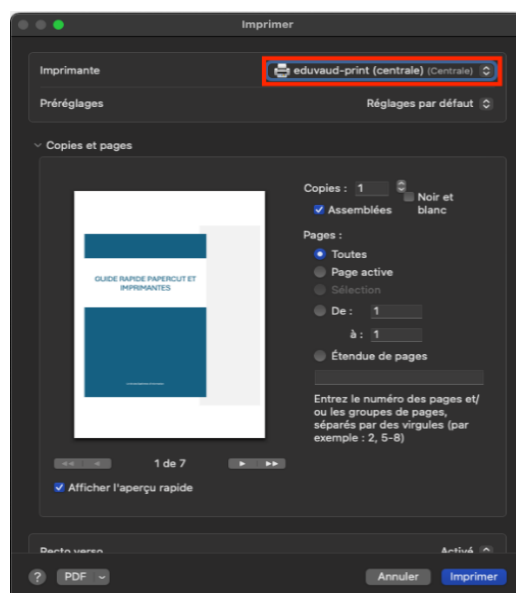 Imprimer
Imprimante
eduvaud-print (centrale) (Centrale)
Préréglages
Réglages par défaut
Copies et pages
Copies : 1
Noir et
blanc
Assemblées
Pages :
Toutes
Page active
Sélection
De : 1
à : 1
Étendue de pages
Entrez le numéro des pages et/
ou les groupes de pages,
séparés par des virgules (par
exemple : 2, 5-8)
GUIDE RAPIDE PAPERCUT ET
IMPRIMANTES
1 de 7
Afficher l'aperçu rapide
Recto verso
Activé
? PDF
Annuler
Imprimer